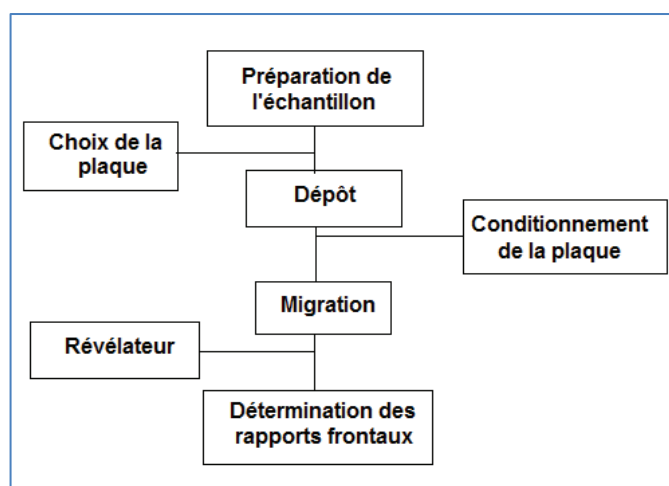 Préparation de
l'échantillon
Choix de la
plaque
Dépôt
Conditionnement
de la plaque
Migration
Révélateur
Détermination des
rapports frontaux